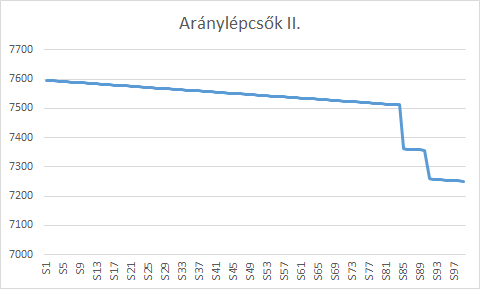 Aránylépcsők II.
7700
7600
7500
7400
7300
7200
7100
7000
S1
S5
S9
S13
S17
S21
S25
S29
S33
S37
S41
S45
S49
S53
S57
S61
S65
S69
S73
S77
S81
S85
S89
S93
S97